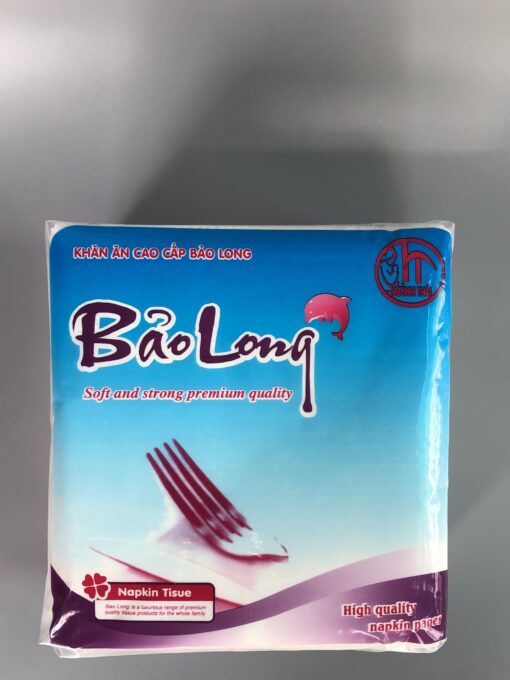 KHĂN ĂN CAO CẤP BẢO LONG
Bảo Long
Soft and strong premium quality
Napkin Tisue
Bao Long is a luxurious range of premium
quality tissue products for the whole family
High quality
napkin paper